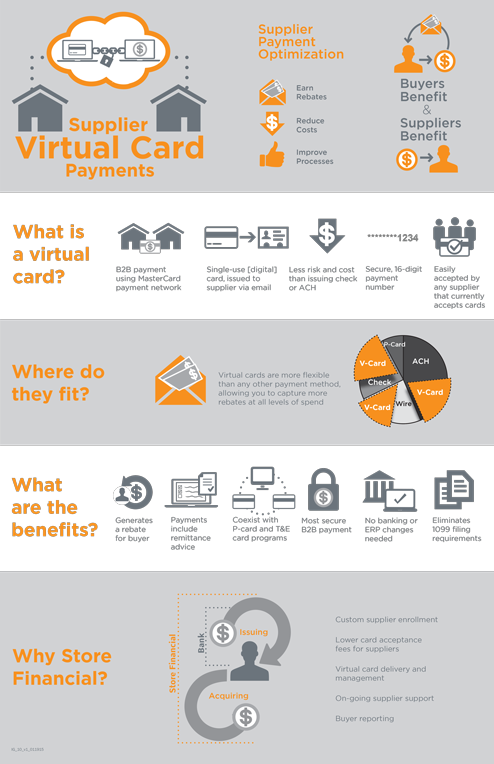 Supplier
Virtual Card
Payments
Supplier
Payment
Optimization
Earn
Rebates
Reduce
Costs
Improve
Processes
Buyers
Benefit
&
Suppliers
Benefit
What is
a virtual
card?
B2B payment
using MasterCard
payment network
Single-use [digital]
card, issued to
supplier via email
Less risk and cost
than issuing check
or ACH
********1234
Secure, 16-digit
payment
number
Easily
accepted by
any supplier
that currently
accepts cards
Where do
they fit?
Virtual cards are more flexible
than any other payment method,
allowing you to capture more
rebates at all levels of spend
P-Card
ACH
V-Card
Check
V-Card
Wire
V-Card
What
are the
benefits?
Generates
a rebate
for buyer
Payments
include
remittance
advice
Coexist with
P-card and T&E
card programs
Most secure
B2B payment
No banking or
ERP changes
needed
Eliminates
1099 filing
requirements
Why Store
Financial?
Store Financial
Bank
Issuing
Acquiring
Custom supplier enrollment
Lower card acceptance
fees for suppliers
Virtual card delivery and
management
On-going supplier support
Buyer reporting